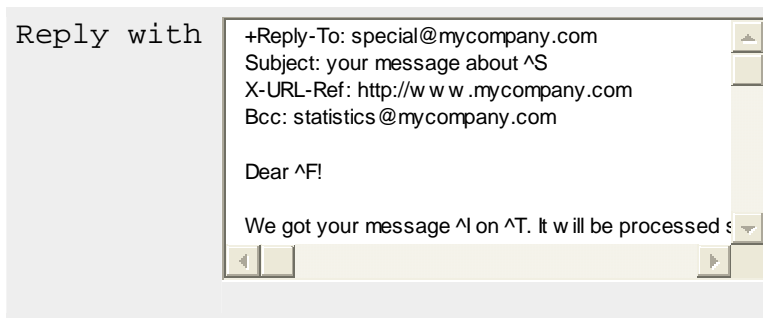 Reply with
+Reply-To: special@mycompany.com
Subject: your message about ^S
X-URL-Ref: http://www.mycompany.com
Bcc: statistics@mycompany.com
Dear ^F!
We got your message ^I on ^T. It will be processed